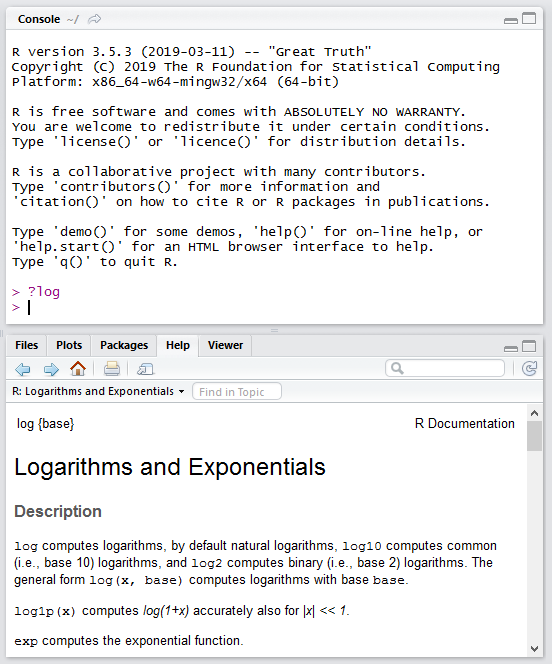 Console ~/
R version 3.5.3 (2019-03-11) -- "Great Truth"
Copyright (C) 2019 The R Foundation for Statistical Computing
Platform: x86_64-w64-mingw32/x64 (64-bit)
R is free software and comes with ABSOLUTELY NO WARRANTY.
You are welcome to redistribute it under certain conditions.
Type 'license()' or 'licence()' for distribution details.
R is a collaborative project with many contributors.
Type 'contributors()' for more information and
'citation()' on how to cite R or R packages in publications.
Type 'demo()' for some demos, 'help()' for on-line help, or
'help.start()' for an HTML browser interface to help.
Type 'q()' to quit R.
> ?log
>
Files Plots Packages Help Viewer
R: Logarithms and Exponentials Find in Topic
log {base} R Documentation
Logarithms and Exponentials
Description
log computes logarithms, by default natural logarithms, log10 computes common
(i.e., base 10) logarithms, and log2 computes binary (i.e., base 2) logarithms. The
general form log(x, base) computes logarithms with base base.
log1p(x) computes log(1+x) accurately also for |x| << 1.
exp computes the exponential function.